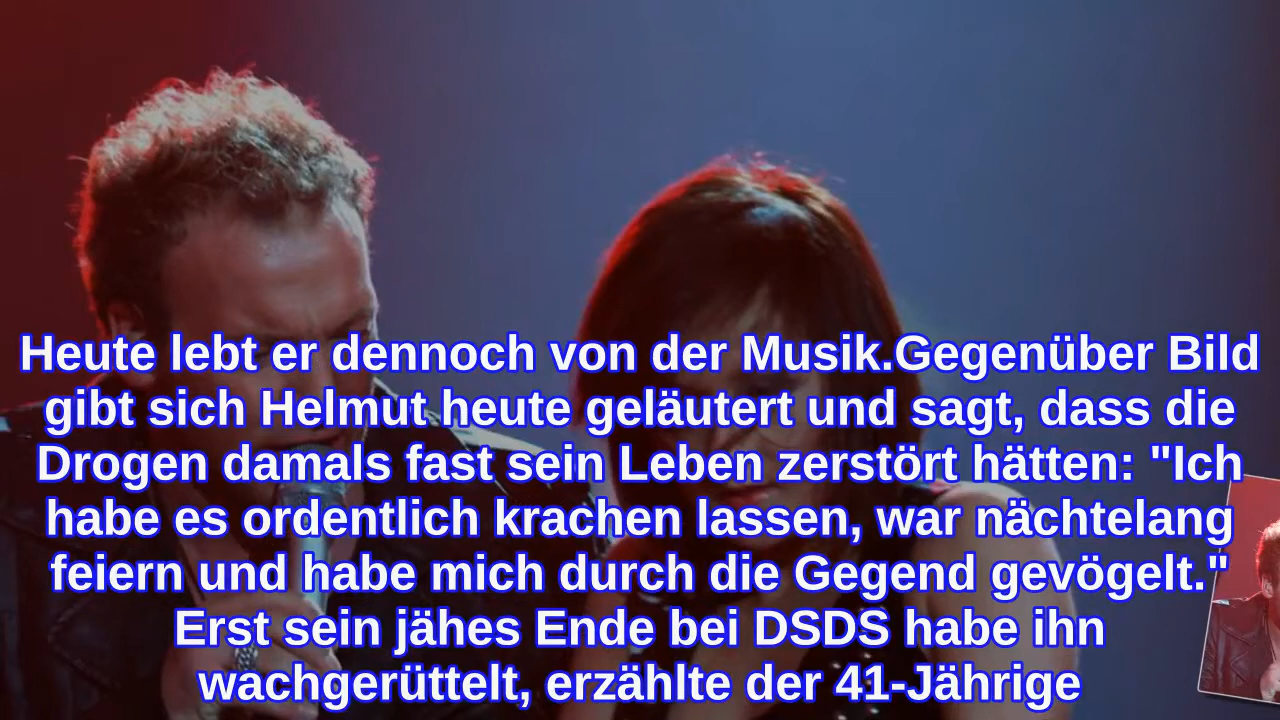 Heute lebt er dennoch von der Musik.Gegenüber Bild
gibt sich Helmut heute geläutert und sagt, dass die
Drogen damals fast sein Leben zerstört hätten: "Ich
habe es ordentlich krachen lassen, war nächtelang
feiern und habe mich durch die Gegend gevögelt."
Erst sein jähes Ende bei DSDS habe ihn
wachgerüttelt, erzählte der 41-Jährige